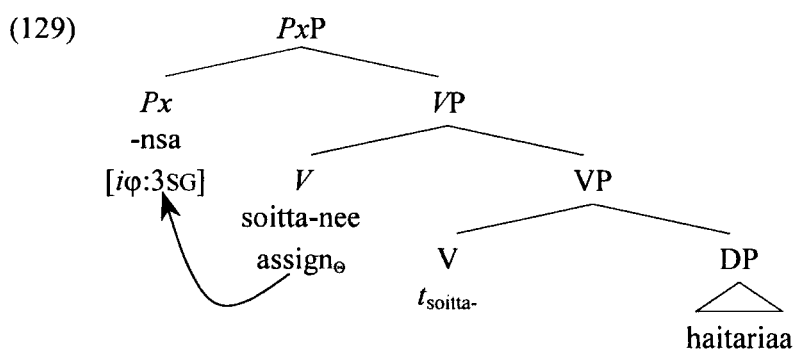 (129) PxP
Px VP
-nsa
[iφ:3SG] V VP
soitta-nee
assignΘ V DP
tsoitta-
haitariaa